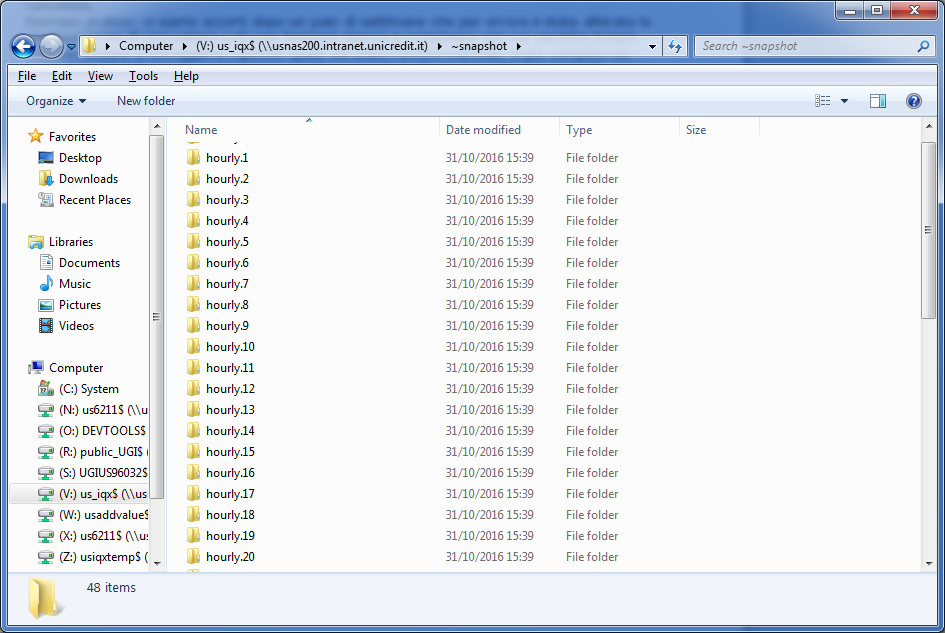 Computer (V:) us_iqx$ (\\usnas200.intranet.unicredit.it) ~snapshot
Search ~snapshot
File Edit View Tools Help
Organize New folder
Name Date modified Type Size
Favorites
Desktop
Downloads
Recent Places
Libraries
Documents
Music
Pictures
Videos
Computer
(C:) System
(N:) us6211$ (\\u
(O:) DEVTOOLS$
(R:) public_UGI$ (
(S:) UGIUS96032$
(V:) us_iqx$ (\\us
(W:) usaddvalue$
(X:) us6211$ (\\u
(Z:) usiqxtemp$ (
hourly.1 31/10/2016 15:39 File folder
hourly.2 31/10/2016 15:39 File folder
hourly.3 31/10/2016 15:39 File folder
hourly.4 31/10/2016 15:39 File folder
hourly.5 31/10/2016 15:39 File folder
hourly.6 31/10/2016 15:39 File folder
hourly.7 31/10/2016 15:39 File folder
hourly.8 31/10/2016 15:39 File folder
hourly.9 31/10/2016 15:39 File folder
hourly.10 31/10/2016 15:39 File folder
hourly.11 31/10/2016 15:39 File folder
hourly.12 31/10/2016 15:39 File folder
hourly.13 31/10/2016 15:39 File folder
hourly.14 31/10/2016 15:39 File folder
hourly.15 31/10/2016 15:39 File folder
hourly.16 31/10/2016 15:39 File folder
hourly.17 31/10/2016 15:39 File folder
hourly.18 31/10/2016 15:39 File folder
hourly.19 31/10/2016 15:39 File folder
hourly.20 31/10/2016 15:39 File folder
48 items